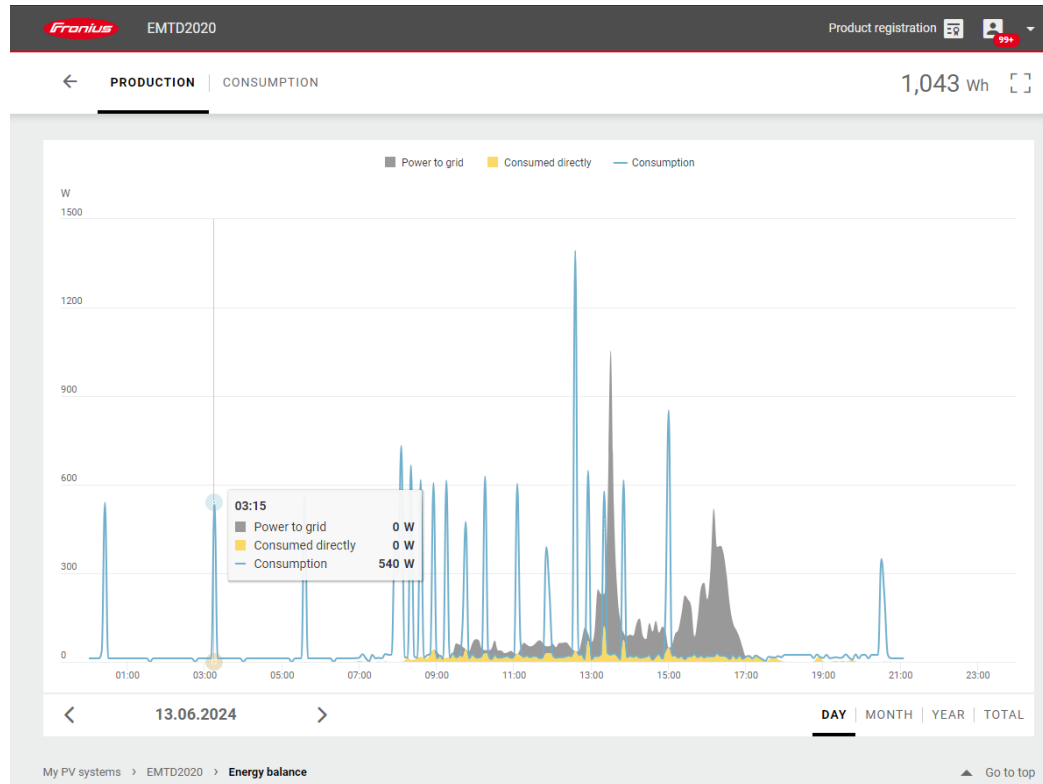 Fronius EMTD2020 Product registration 99+
PRODUCTION CONSUMPTION 1,043 Wh
Power to grid Consumed directly Consumption
W
1500
1200
900
600
03:15
Power to grid 0 W
Consumed directly 0 W
Consumption 540 W
300
0
01:00 03:00 05:00 07:00 09:00 11:00 13:00 15:00 17:00 19:00 21:00 23:00
13.06.2024 DAY MONTH YEAR TOTAL
My PV systems > EMTD2020 > Energy balance Go to top